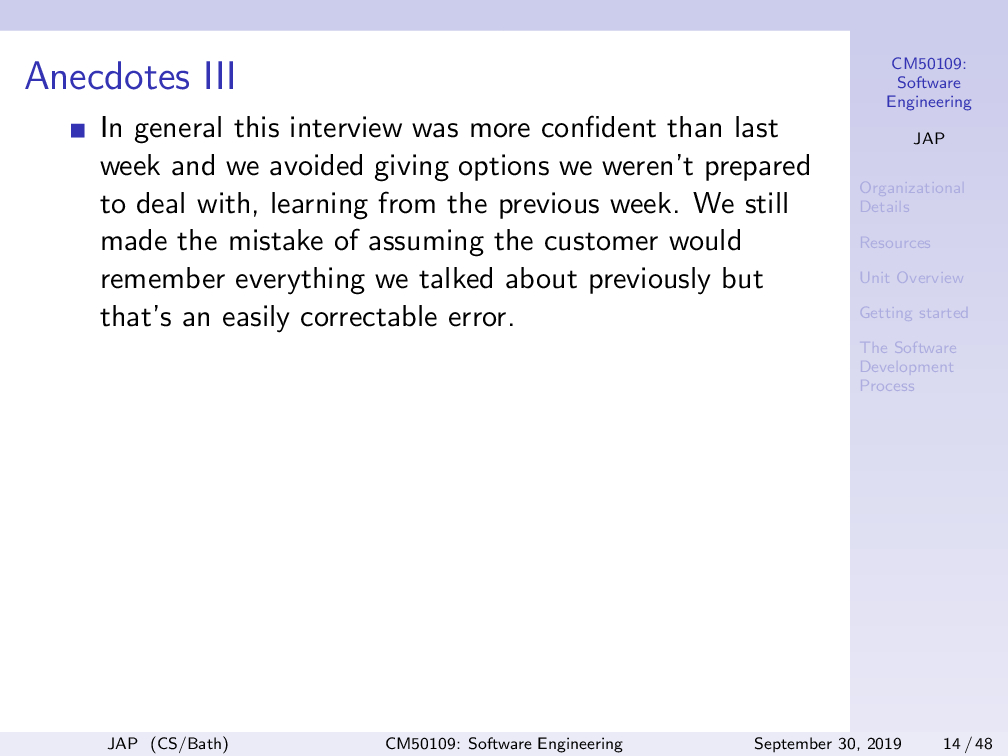 Anecdotes III
In general this interview was more confident than last
week and we avoided giving options we weren't prepared
to deal with, learning from the previous week. We still
made the mistake of assuming the customer would
remember everything we talked about previously but
that's an easily correctable error.
CM50109:
Software
Engineering
JAP
Organizational
Details
Resources
Unit Overview
Getting started
The Software
Development
Process
JAP (CS/Bath)
CM50109: Software Engineering
September 30, 2019
14 / 48